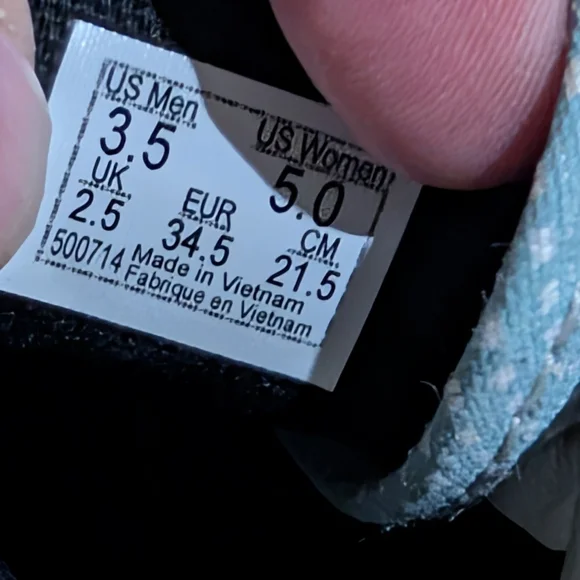 US Men US Women
3.5 5.0
UK EUR CM
2.5 34.5 21.5
500714 Made in Vietnam
Fabrique en Vietnam